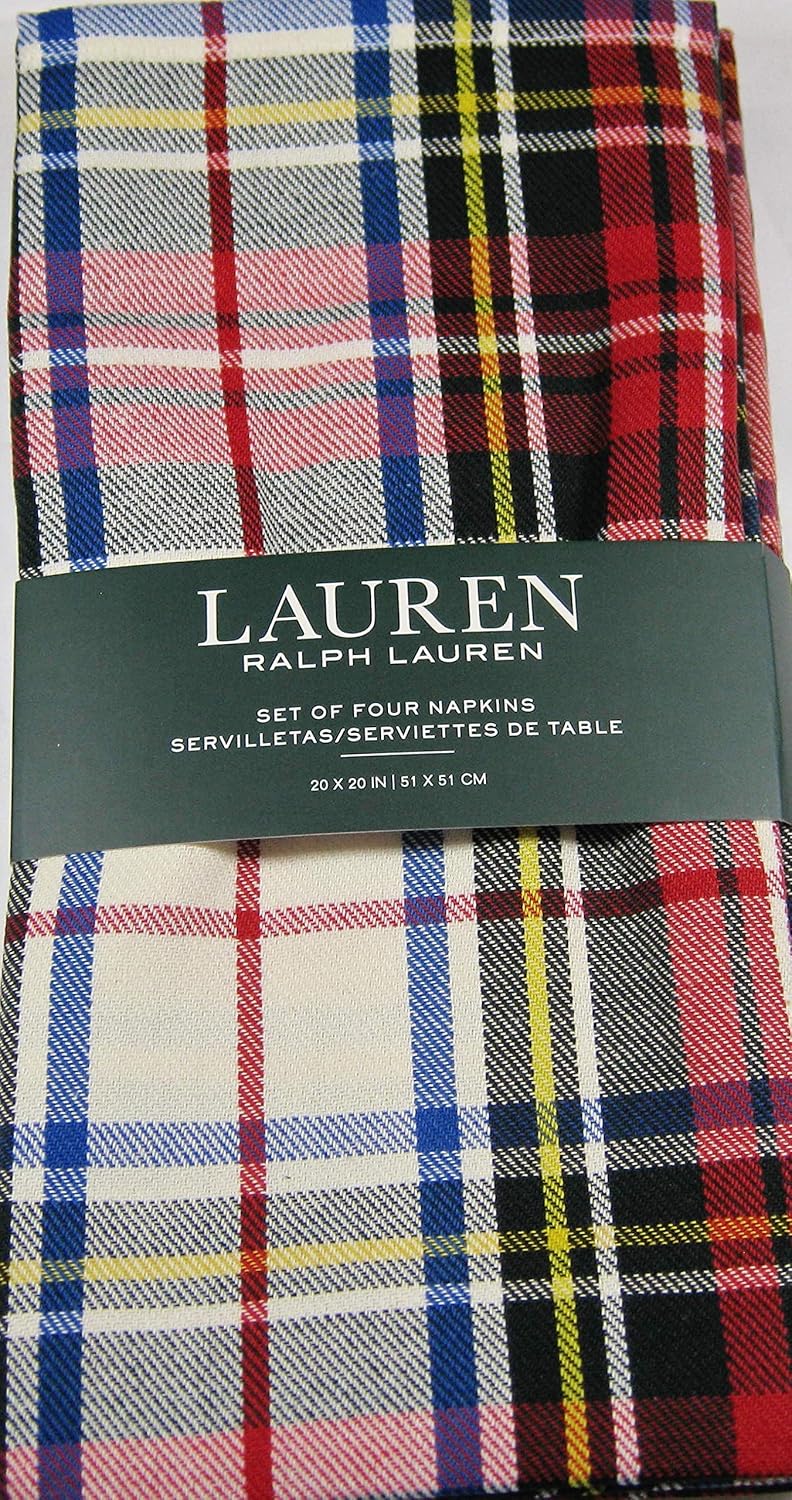 LAUREN
RALPH LAUREN
SET OF FOUR NAPKINS
SERVILLETAS/SERVIETTES DE TABLE
20 X 20 IN | 51 X 51 CM